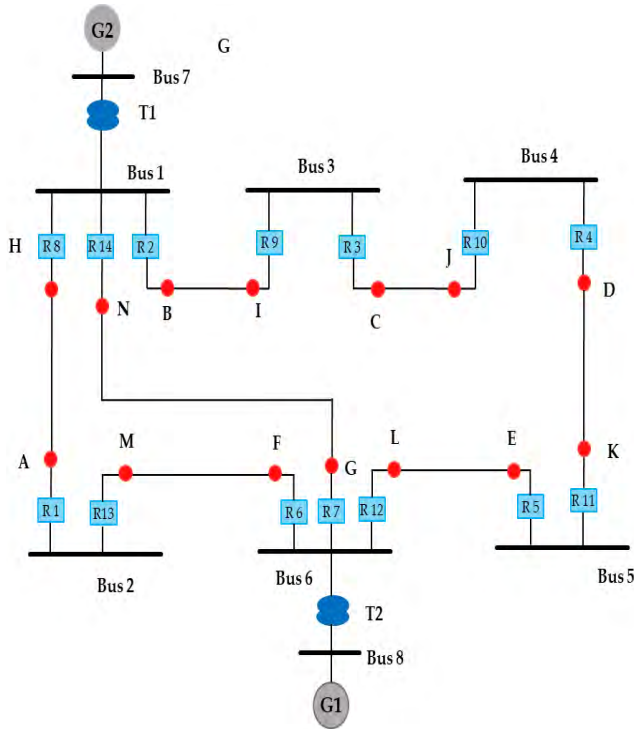 G2
G
Bus 7
T1
Bus 1
Bus 3
Bus 4
H
R 8
R 14
R 2
R 9
R 3
J
R 10
R 4
N
B
I
C
D
A
M
F
G
L
E
K
R 1
R13
R 6
R 7
R 12
R 5
R 11
Bus 2
Bus 6
Bus 5
T2
Bus 8
G1